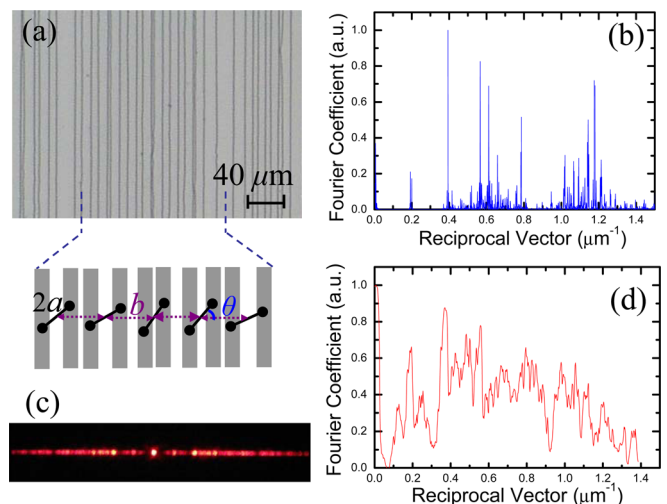 (a)
40 μm
2a
b
θ
(c)
(b)
Fourier Coefficient (a.u.)
1.0
0.8
0.6
0.4
0.2
0.0
0.0 0.2 0.4 0.6 0.8 1.0 1.2 1.4
Reciprocal Vector (μm⁻¹)
(d)
Fourier Coefficient (a.u.)
1.0
0.8
0.6
0.4
0.2
0.0
0.0 0.2 0.4 0.6 0.8 1.0 1.2 1.4
Reciprocal Vector (μm⁻¹)